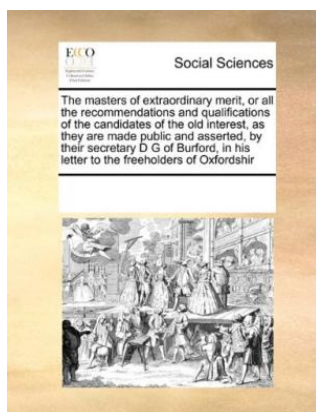 ECCO
Social Sciences
The masters of extraordinary merit, or all
the recommendations and qualifications
of the candidates of the old interest, as
they are made public and asserted, by
their secretary D G of Burford, in his
letter to the freeholders of Oxfordshir